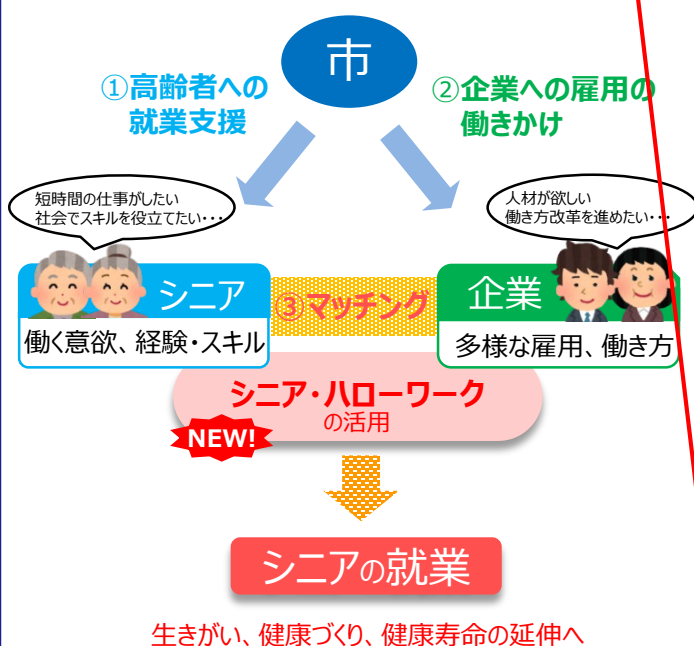 市
①高齢者への
就業支援
②企業への雇用の
働きかけ
短時間の仕事がしたい
社会でスキルを役立てたい・・・
人材が欲しい
働き方改革を進めたい・・・
シニア
働く意欲、経験・スキル
③マッチング
企業
多様な雇用、働き方
シニア・ハローワーク
の活用
NEW!
シニアの就業
生きがい、健康づくり、健康寿命の延伸へ